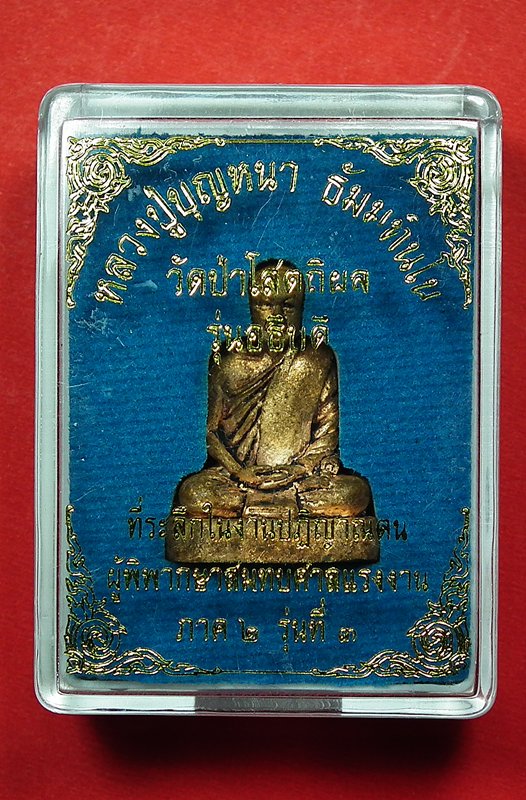 หลวงปู่บุญหนา ธัมมทินโน
วัดป่าโสตถิผล
รุ่นอธิบดี
ที่ระลึกในงานปฏิญาณตน
ผู้พิพากษาสมทบศาลแรงงาน
ภาค ๒ รุ่นที่ ๓